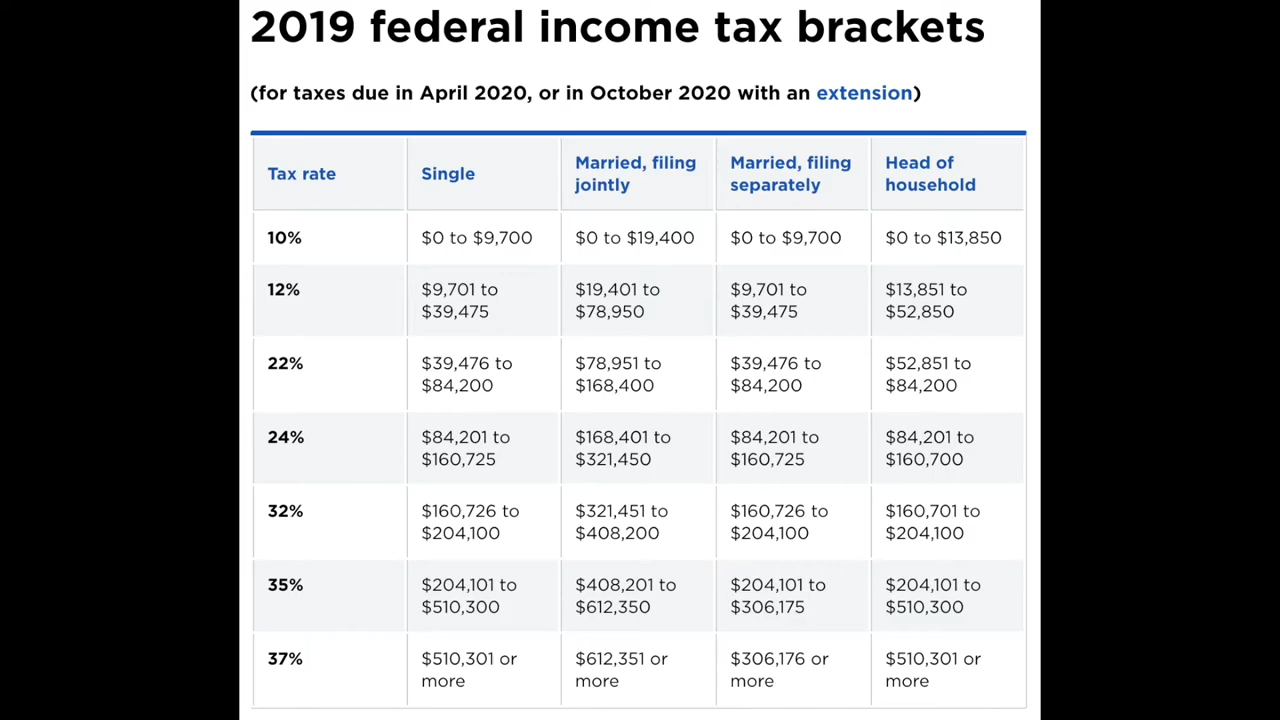 2019 federal income tax brackets
(for taxes due in April 2020, or in October 2020 with an extension)
Tax rate Single Married, filing jointly Married, filing separately Head of household
10% $0 to $9,700 $0 to $19,400 $0 to $9,700 $0 to $13,850
12% $9,701 to $39,475 $19,401 to $78,950 $9,701 to $39,475 $13,851 to $52,850
22% $39,476 to $84,200 $78,951 to $168,400 $39,476 to $84,200 $52,851 to $84,200
24% $84,201 to $160,725 $168,401 to $321,450 $84,201 to $160,725 $84,201 to $160,700
32% $160,726 to $204,100 $321,451 to $408,200 $160,726 to $204,100 $160,701 to $204,100
35% $204,101 to $510,300 $408,201 to $612,350 $204,101 to $306,175 $204,101 to $510,300
37% $510,301 or more $612,351 or more $306,176 or more $510,301 or more